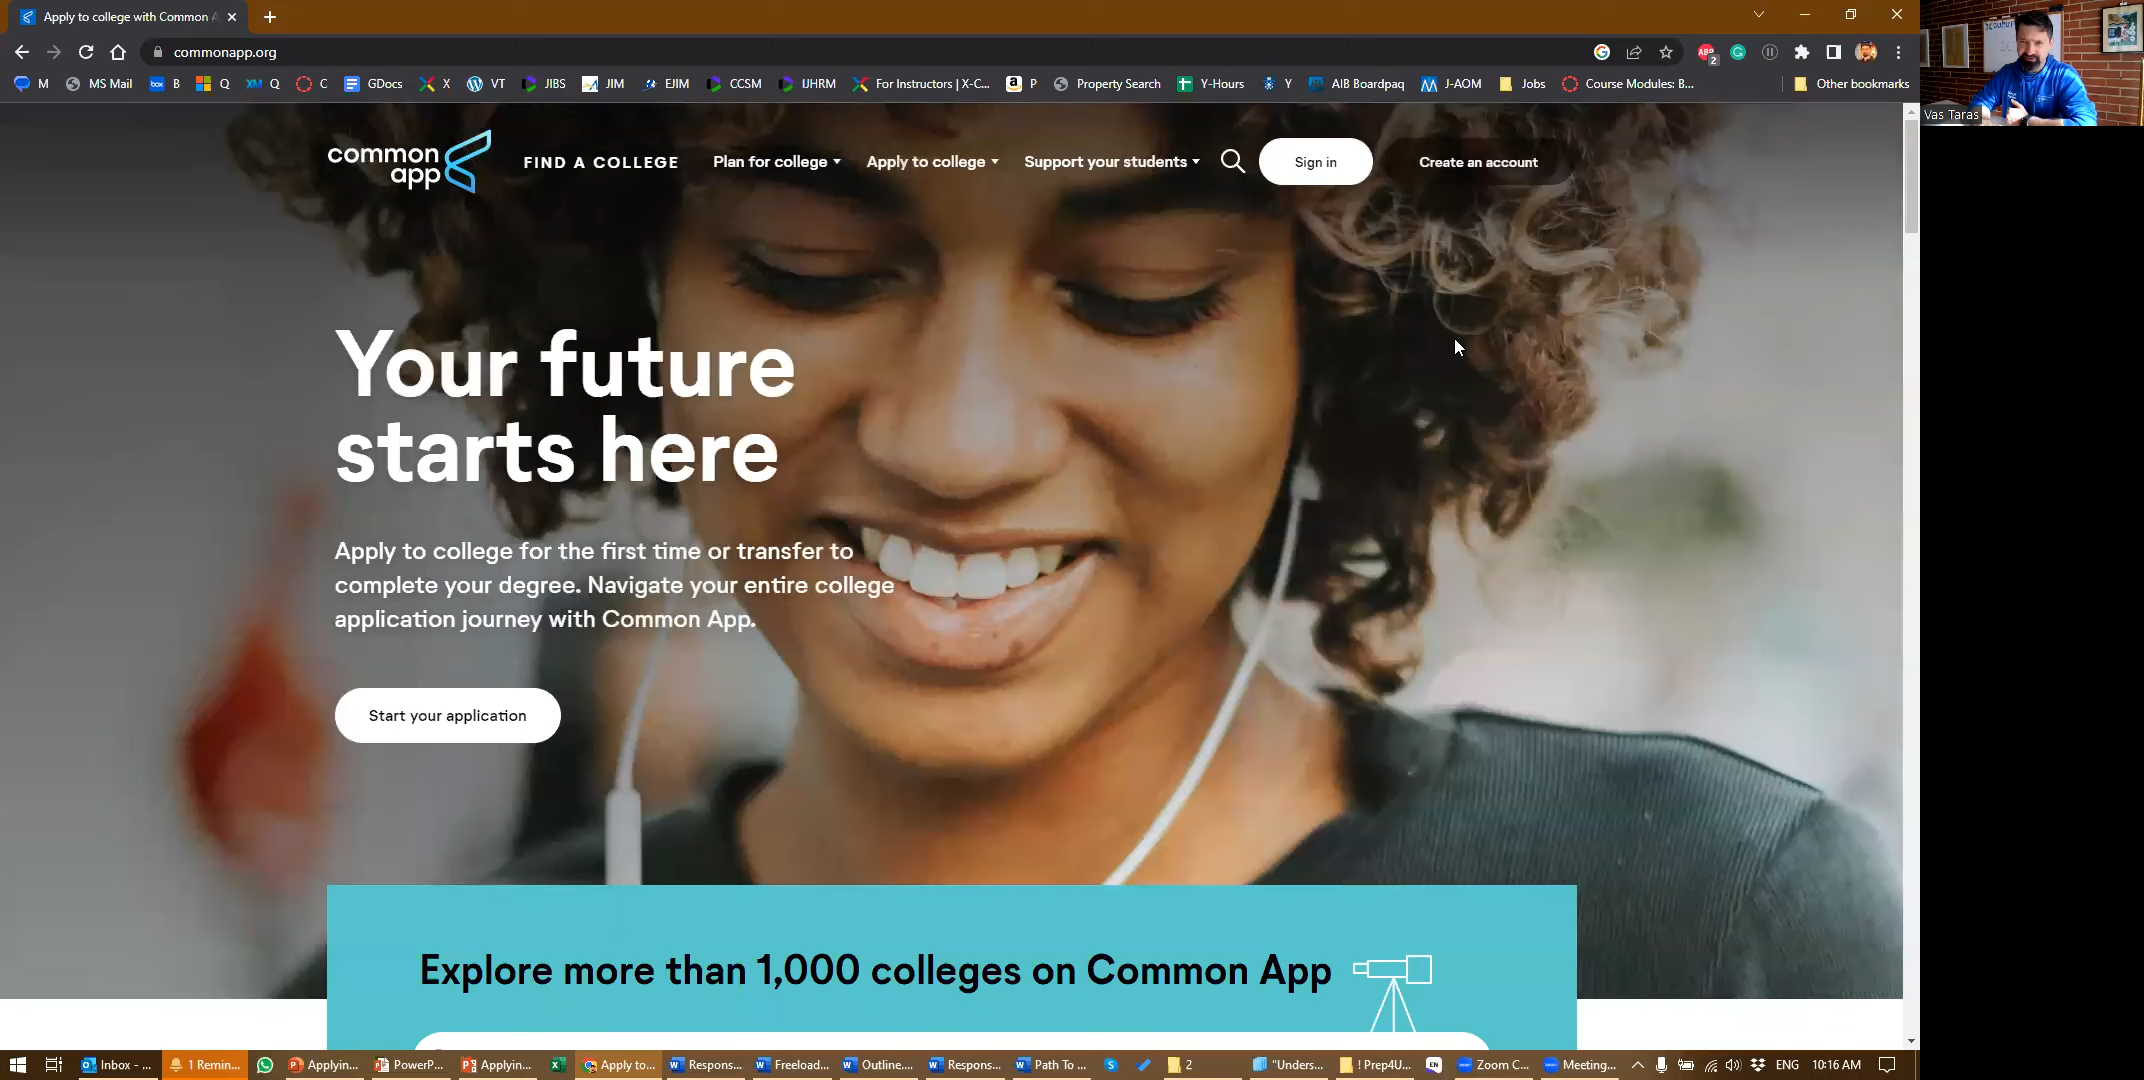 Apply to college with Common A
commonapp.org
2
M
MS Mail
box
B
Q
XM
Q
C
GDocs
X
VT
JIBS
JIM
EJIM
CCSM
IJHRM
For Instructors | X-C...
P
Property Search
Y-Hours
Y
AIB Boardpaq
J-AOM
Jobs
Course Modules: B...
Other bookmarks
Vas Taras
common
app
FIND A COLLEGE
Plan for college
Apply to college
Support your students
Sign in
Create an account
Your future
starts here
Apply to college for the first time or transfer to
complete your degree. Navigate your entire college
application journey with Common App.
Start your application
Explore more than 1,000 colleges on Common App
Inbox - ...
1 Remin...
Applyin...
PowerP...
Applyin...
Apply to...
Respons...
Freeload...
Outline...
Respons...
Path To ...
2
"Unders...
! Prep4U...
EN
Zoom C...
Meeting...
ENG
10:16 AM